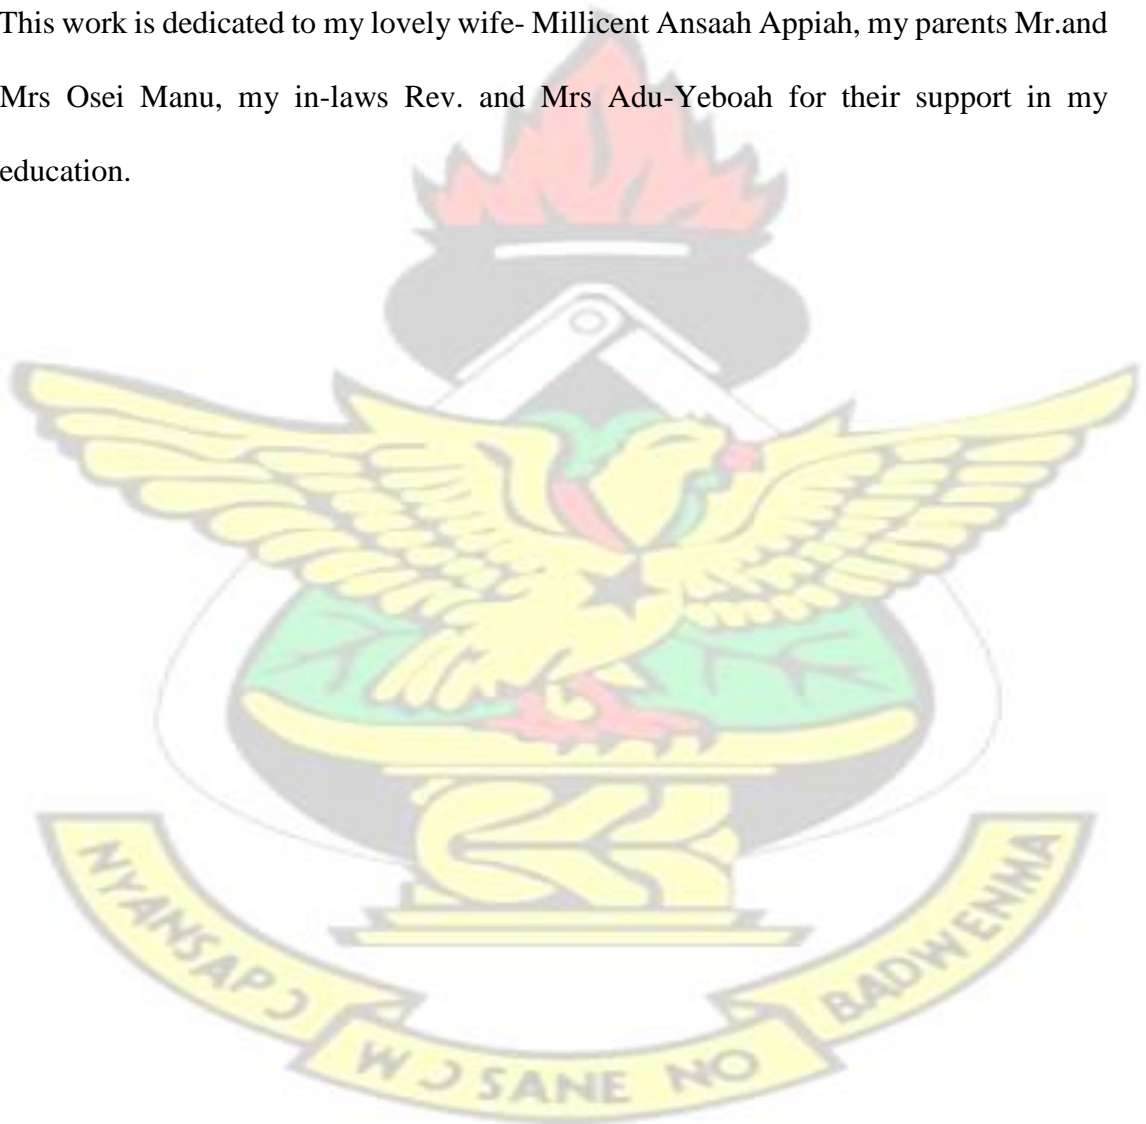 This work is dedicated to my lovely wife- Millicent Ansaah Appiah, my parents Mr.and
Mrs Osei Manu, my in-laws Rev. and Mrs Adu-Yeboah for their support in my
education.
NYANSAPƆ
WƆSANE NO
BADWENMA